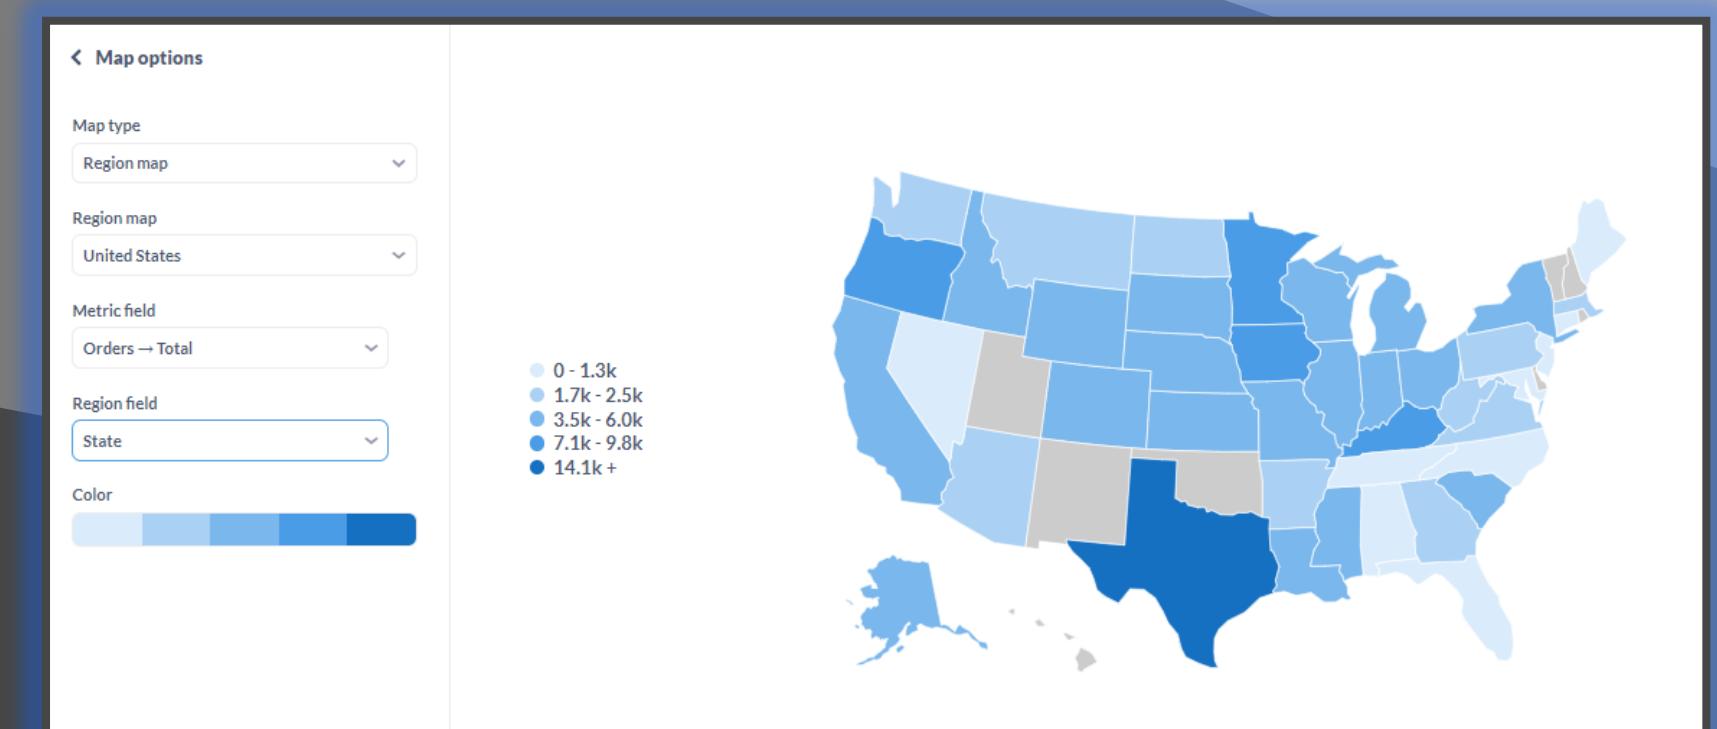 Map options
Map type
Region map
Region map
United States
Metric field
Orders → Total
Region field
State
Color
0 - 1.3k
1.7k - 2.5k
3.5k - 6.0k
7.1k - 9.8k
14.1k +